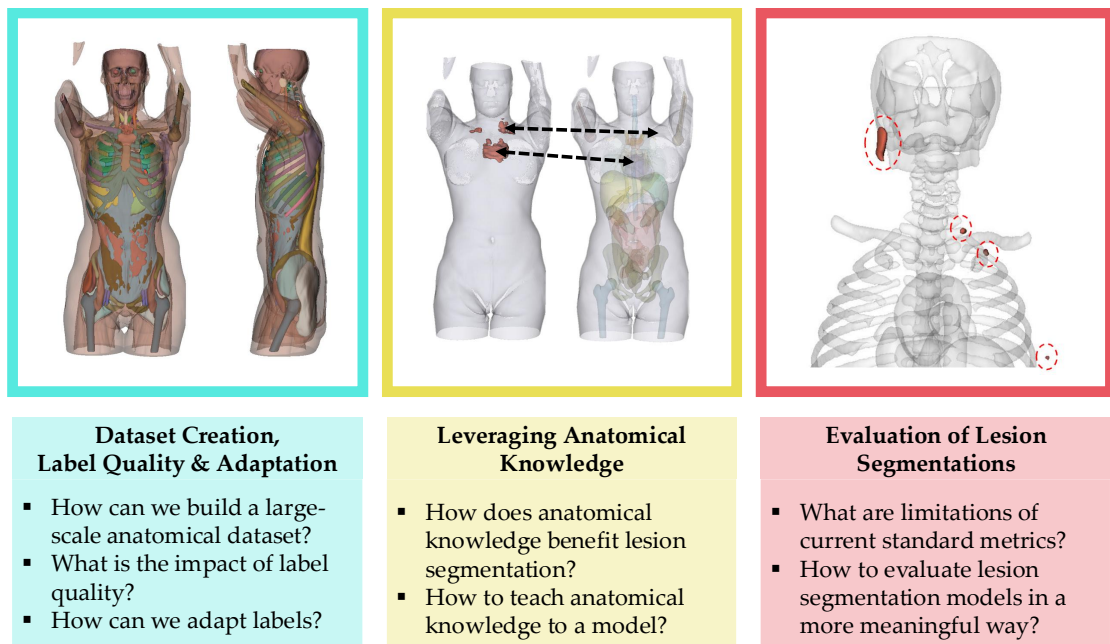 Dataset Creation,
Label Quality & Adaptation
▪ How can we build a large-
scale anatomical dataset?
▪ What is the impact of label
quality?
▪ How can we adapt labels?
Leveraging Anatomical
Knowledge
▪ How does anatomical
knowledge benefit lesion
segmentation?
▪ How to teach anatomical
knowledge to a model?
Evaluation of Lesion
Segmentations
▪ What are limitations of
current standard metrics?
▪ How to evaluate lesion
segmentation models in a
more meaningful way?